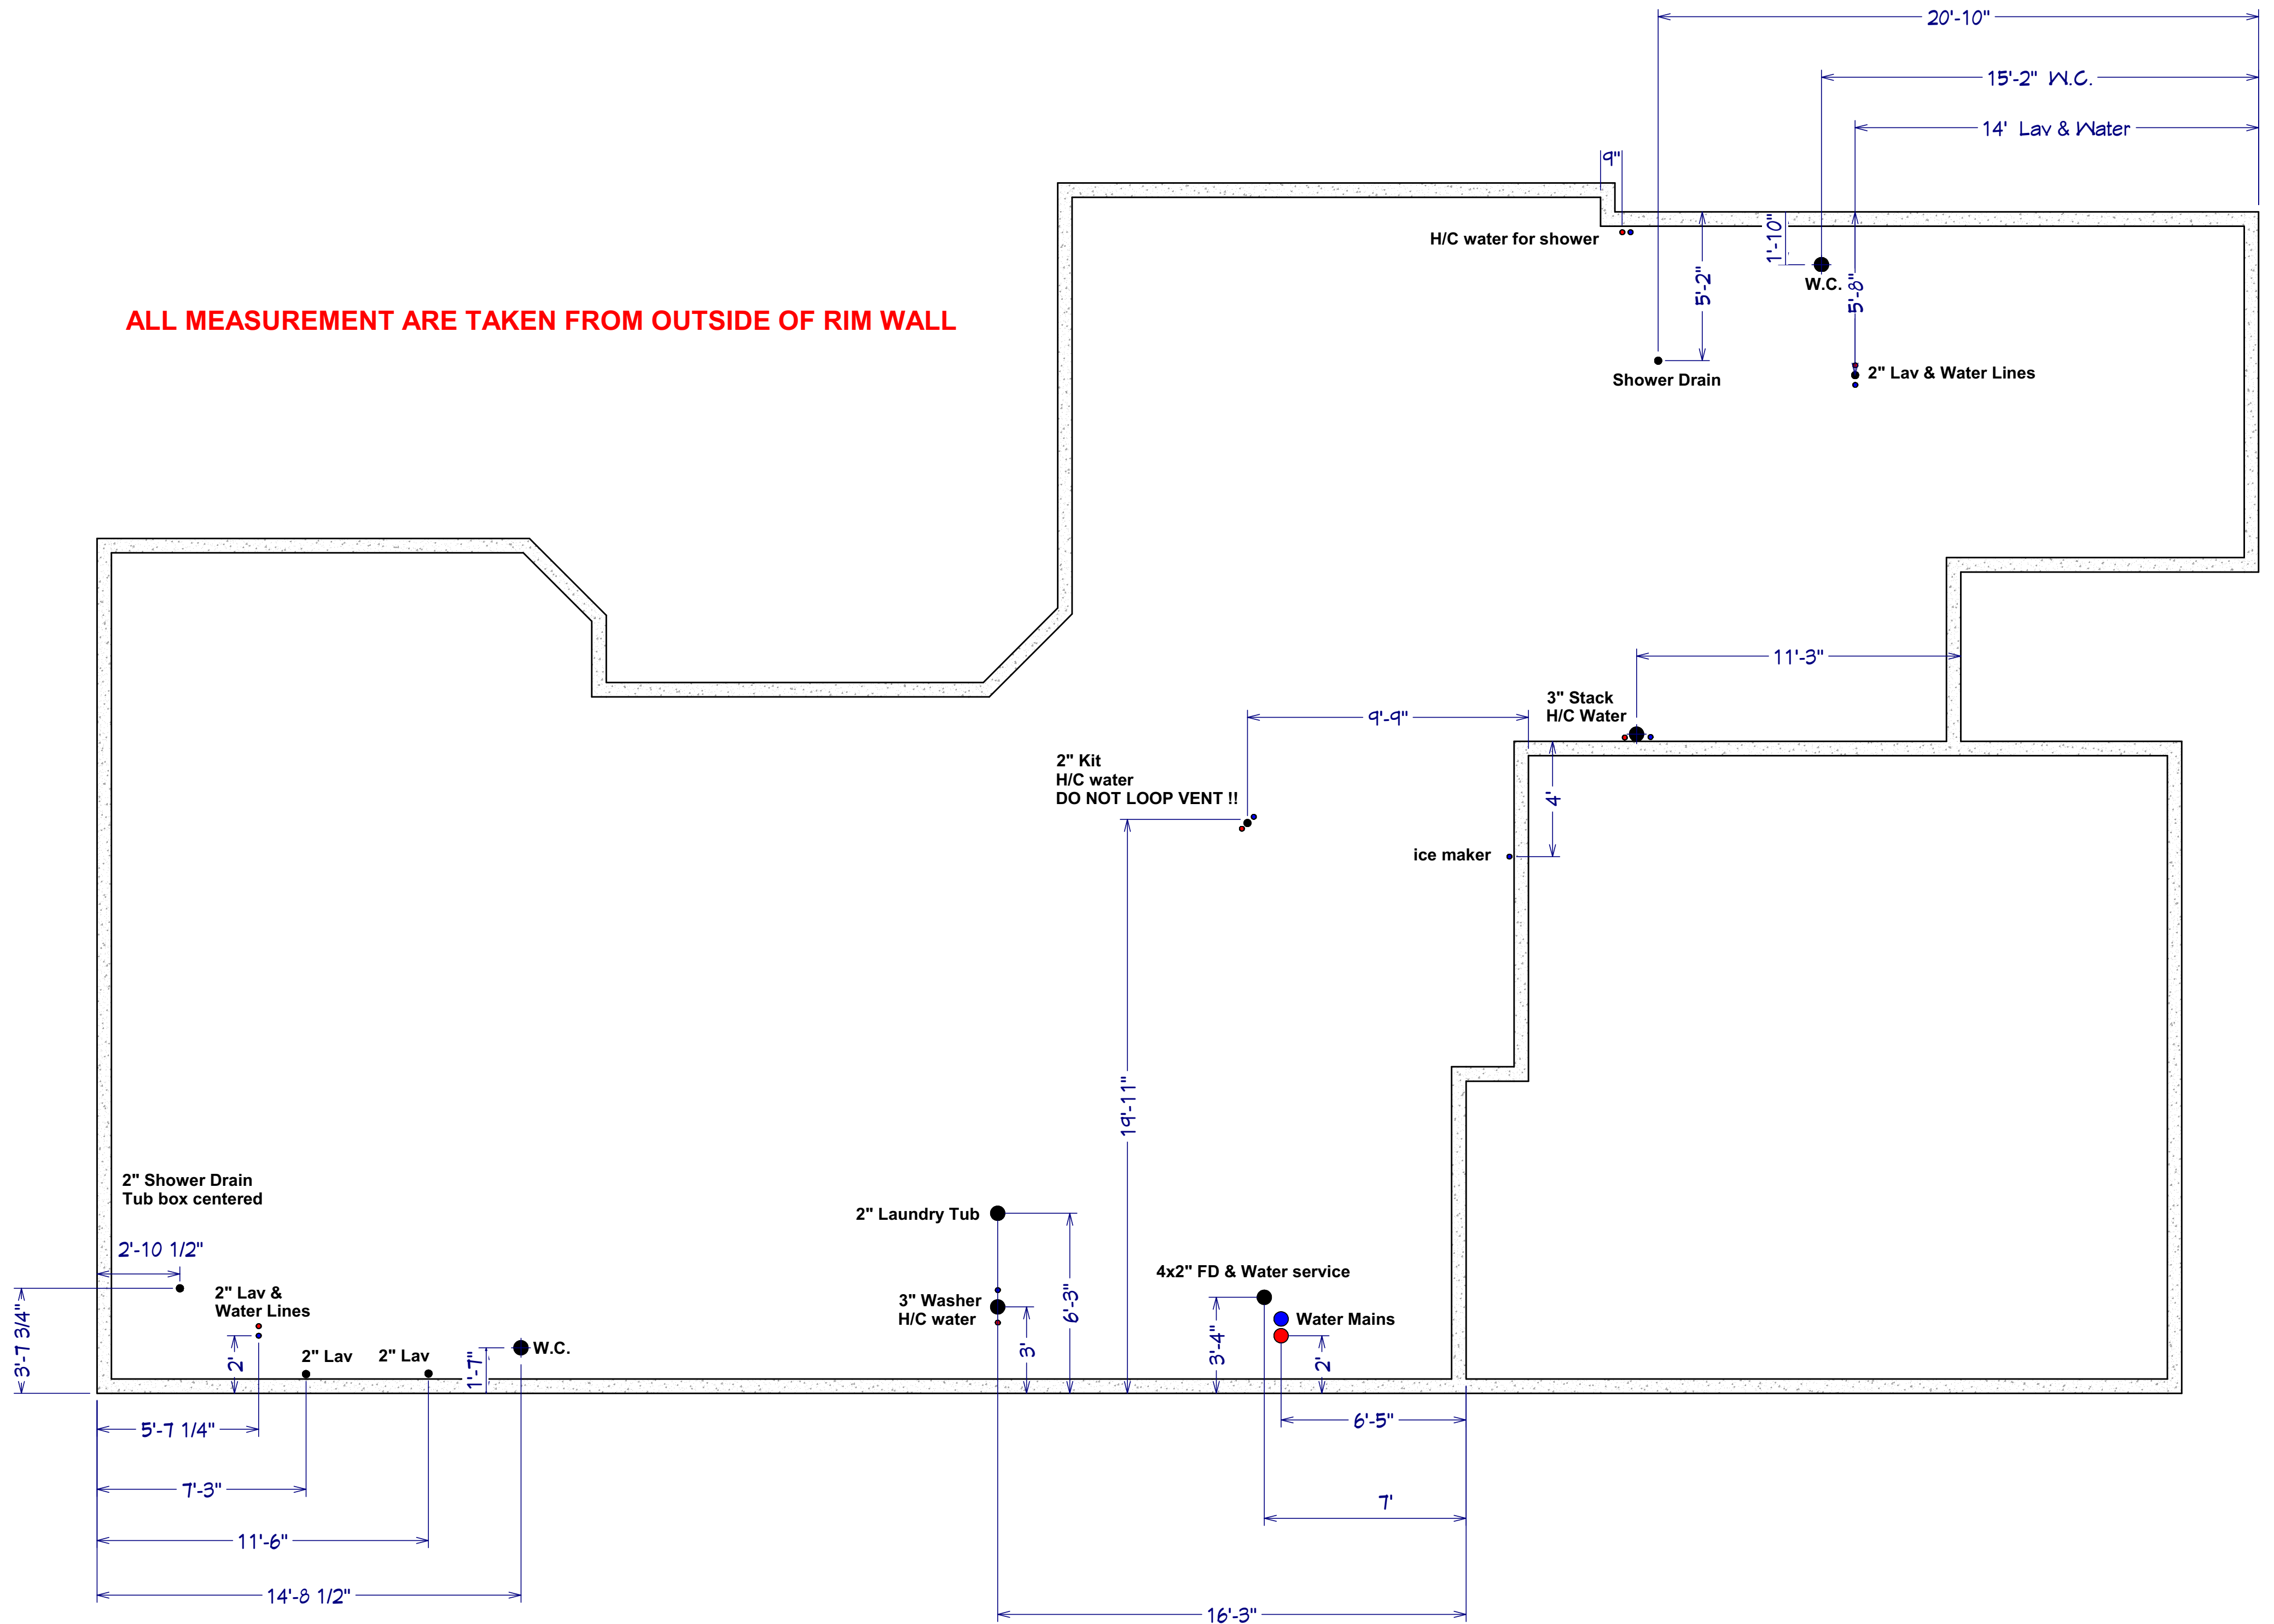 20'-10"
15'-2" W.C.
14' Lav & Water
9"
H/C water for shower
1'-10"
5'-2"
W.C.
5'-8"
ALL MEASUREMENT ARE TAKEN FROM OUTSIDE OF RIM WALL
Shower Drain
2" Lav & Water Lines
11'-3"
3" Stack
H/C Water
9'-9"
2" Kit
H/C water
DO NOT LOOP VENT !!
4'
ice maker
19'-11"
2" Shower Drain
Tub box centered
2'-10 1/2"
2" Laundry Tub
4x2" FD & Water service
2" Lav &
Water Lines
3" Washer
H/C water
6'-3"
Water Mains
3'-7 3/4"
2'
2" Lav
2" Lav
1'-7"
W.C.
3'
3'-4"
2'
5'-7 1/4"
6'-5"
7'-3"
7'
11'-6"
14'-8 1/2"
16'-3"